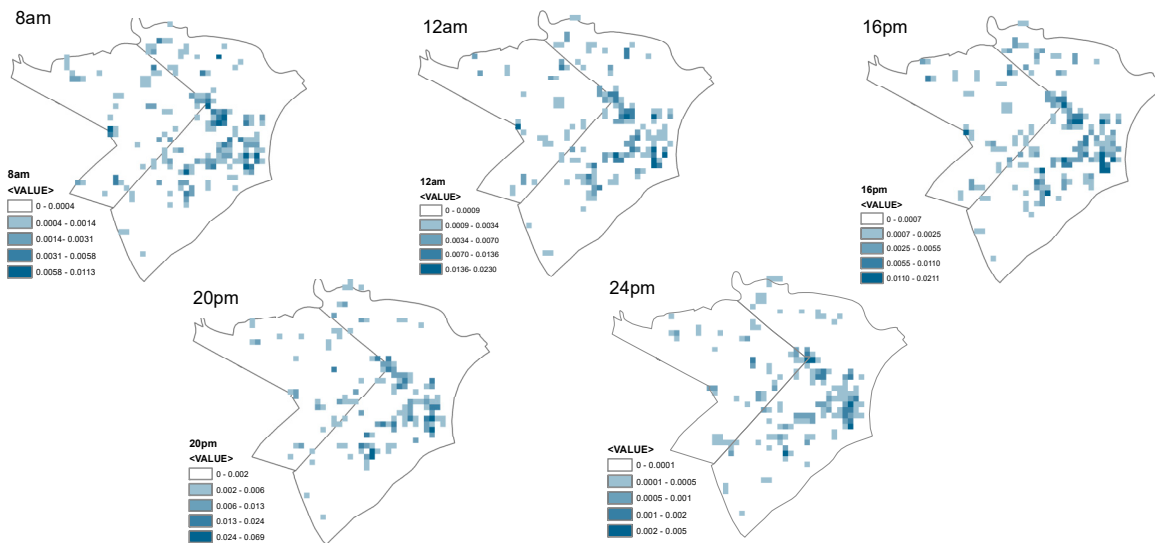 8am
8am
<VALUE>
0 - 0.0004
0.0004 - 0.0014
0.0014- 0.0031
0.0031 - 0.0058
0.0058 - 0.0113
12am
12am
<VALUE>
0 - 0.0009
0.0009 - 0.0034
0.0034 - 0.0070
0.0070 - 0.0136
0.0136- 0.0230
16pm
16pm
<VALUE>
0 - 0.0007
0.0007 - 0.0025
0.0025 - 0.0055
0.0055 - 0.0110
0.0110 - 0.0211
20pm
20pm
<VALUE>
0 - 0.002
0.002 - 0.006
0.006 - 0.013
0.013 - 0.024
0.024 - 0.069
24pm
<VALUE>
0 - 0.0001
0.0001 - 0.0005
0.0005 - 0.001
0.001 - 0.002
0.002 - 0.005